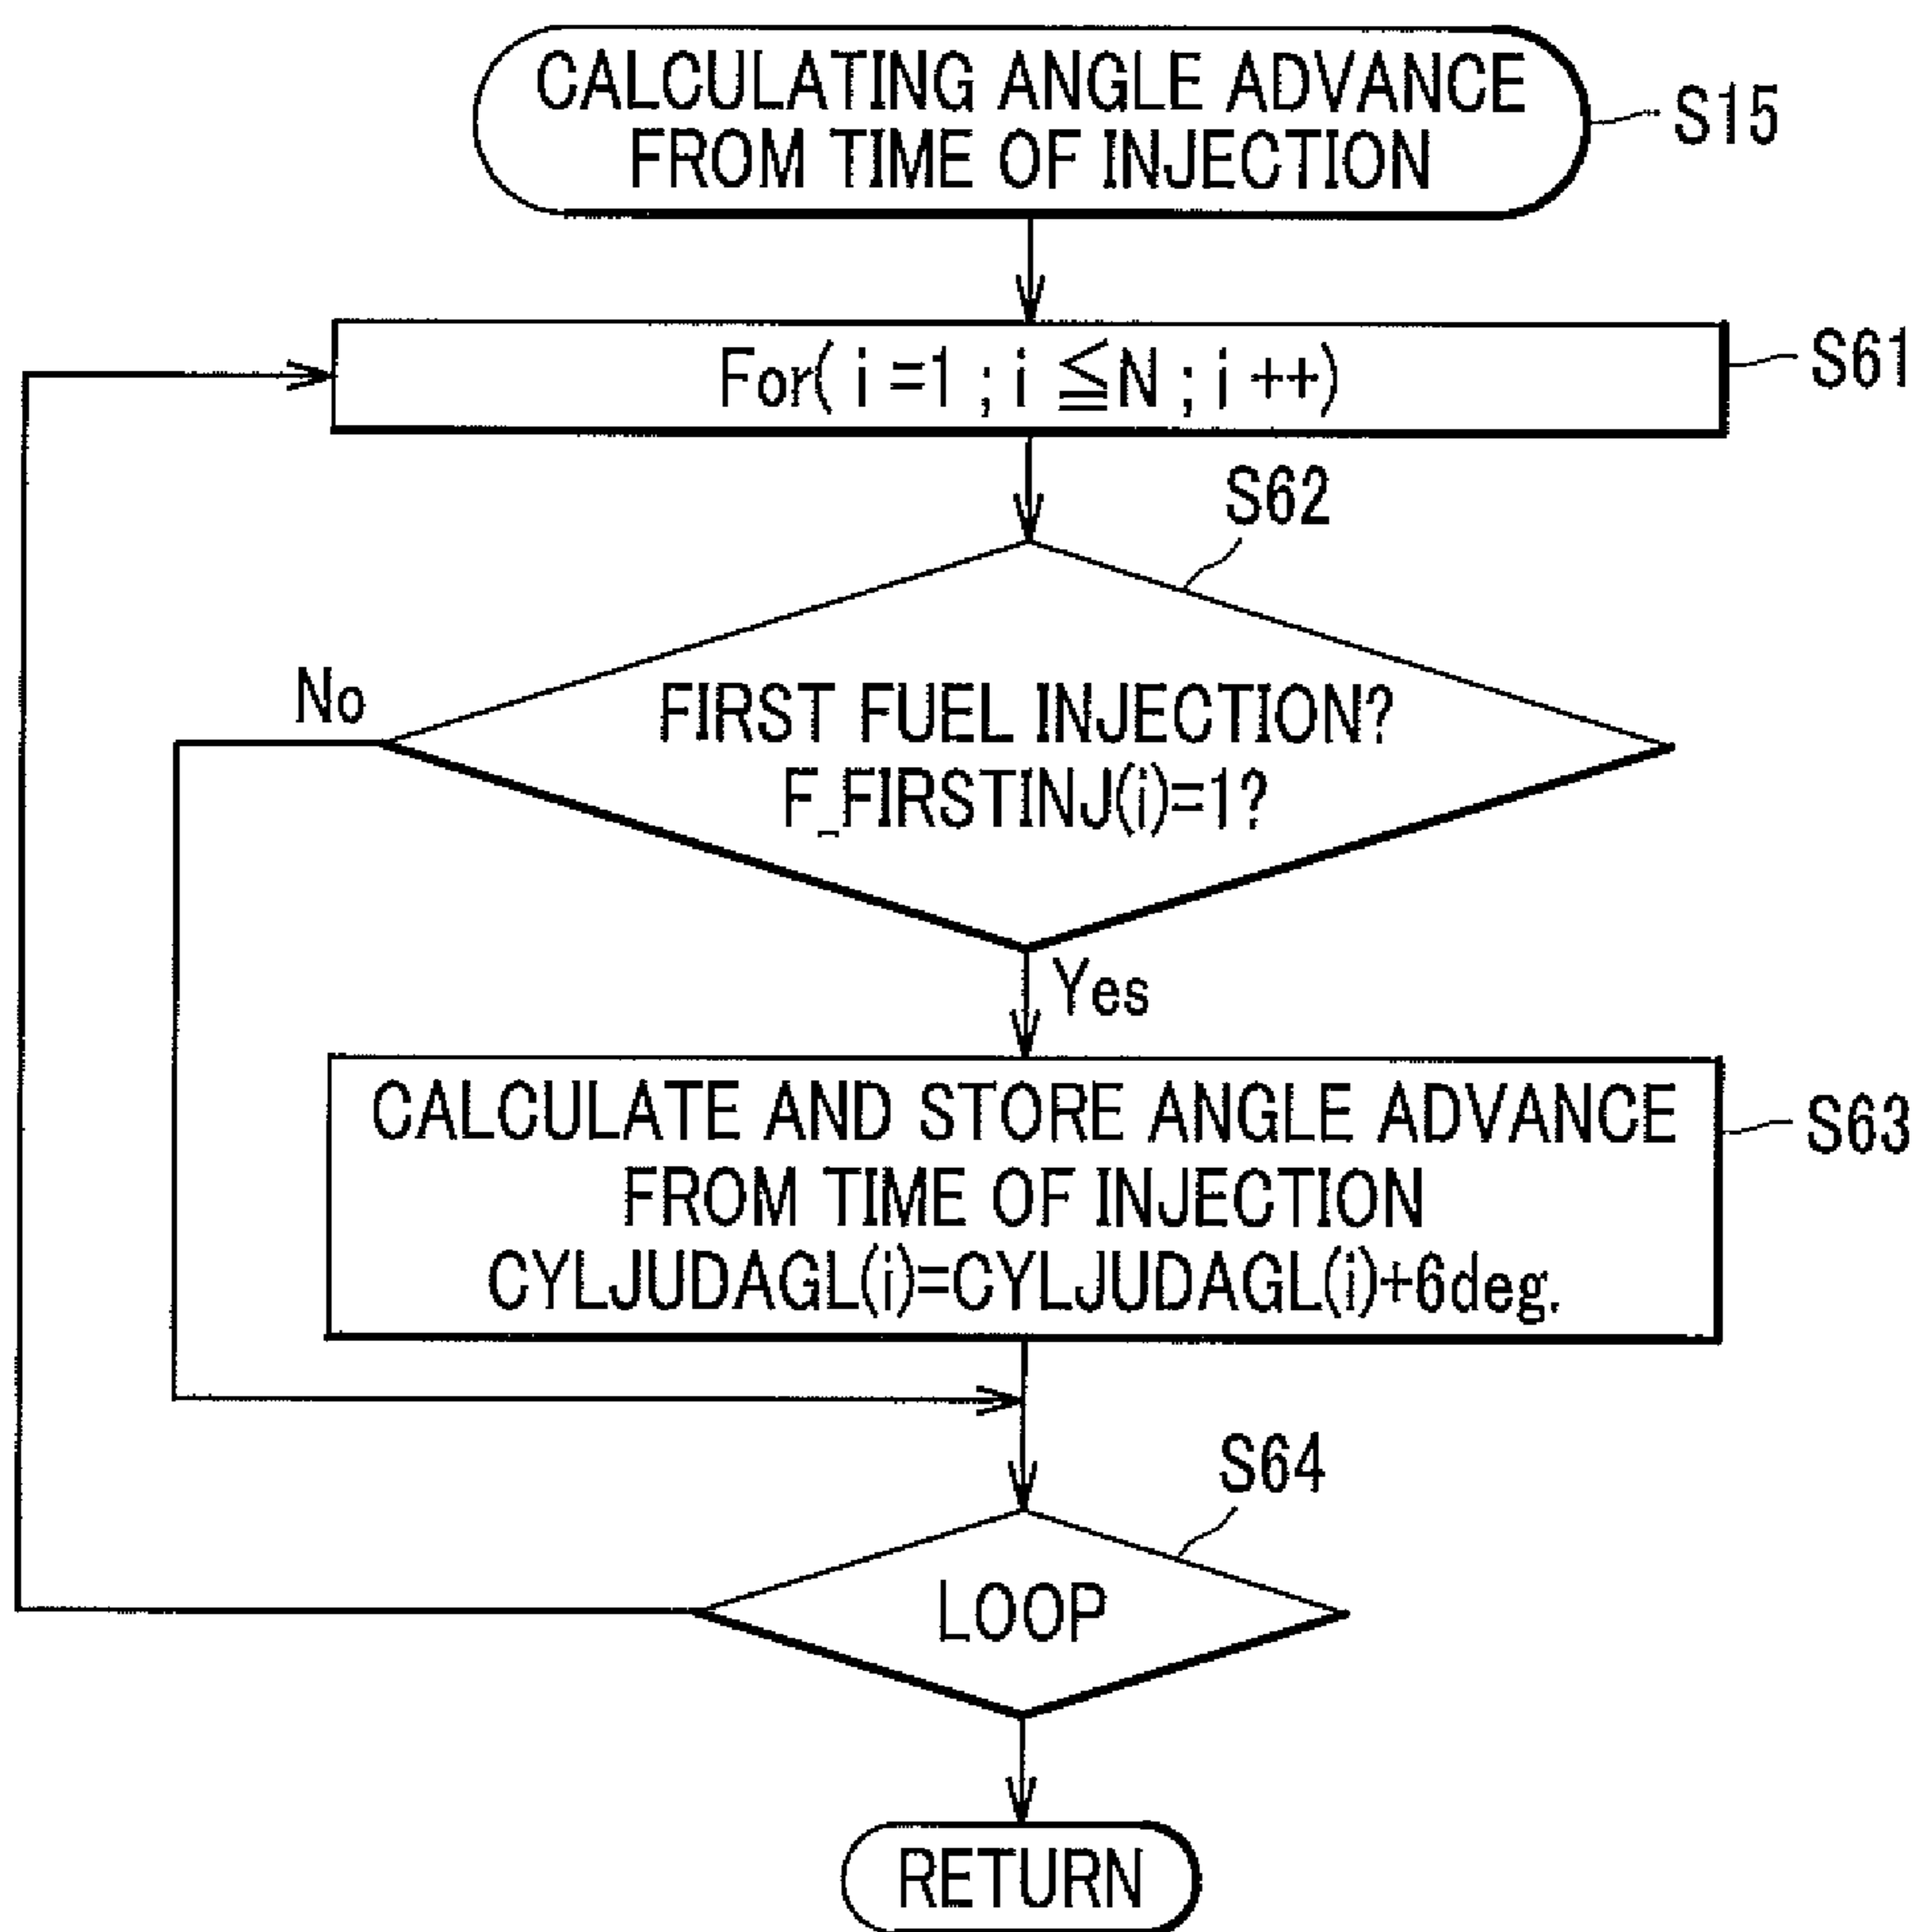 CALCULATING ANGLE ADVANCE
FROM TIME OF INJECTION
S15
For( i =1 ; i ≦N ; i ++)
S61
S62
No
FIRST FUEL INJECTION?
F_FIRSTINJ(i)=1?
Yes
CALCULATE AND STORE ANGLE ADVANCE
FROM TIME OF INJECTION
CYLJUDAGL(i)=CYLJUDAGL(i)+6deg.
S63
S64
LOOP
RETURN